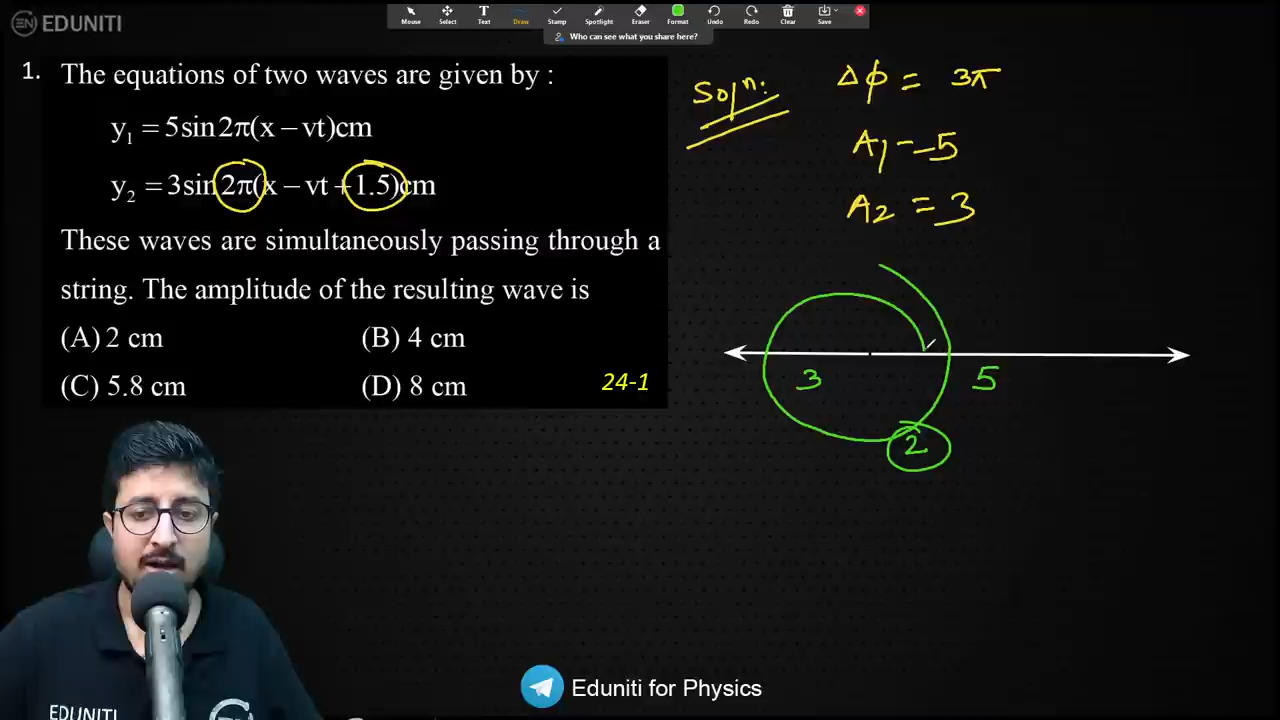 EDUNITI
Mouse Select Text Draw Stamp Spotlight Eraser Format Undo Redo Clear Save
Who can see what you share here?
1. The equations of two waves are given by :
y₁ = 5sin2π(x − vt)cm
y₂ = 3sin2π(x − vt +1.5)cm
These waves are simultaneously passing through a
string. The amplitude of the resulting wave is
(A) 2 cm (B) 4 cm
(C) 5.8 cm (D) 8 cm
24-1
Solⁿ:
Δφ = 3π
A₁ = 5
A₂ = 3
3 5
2
EDUNITI
Eduniti for Physics